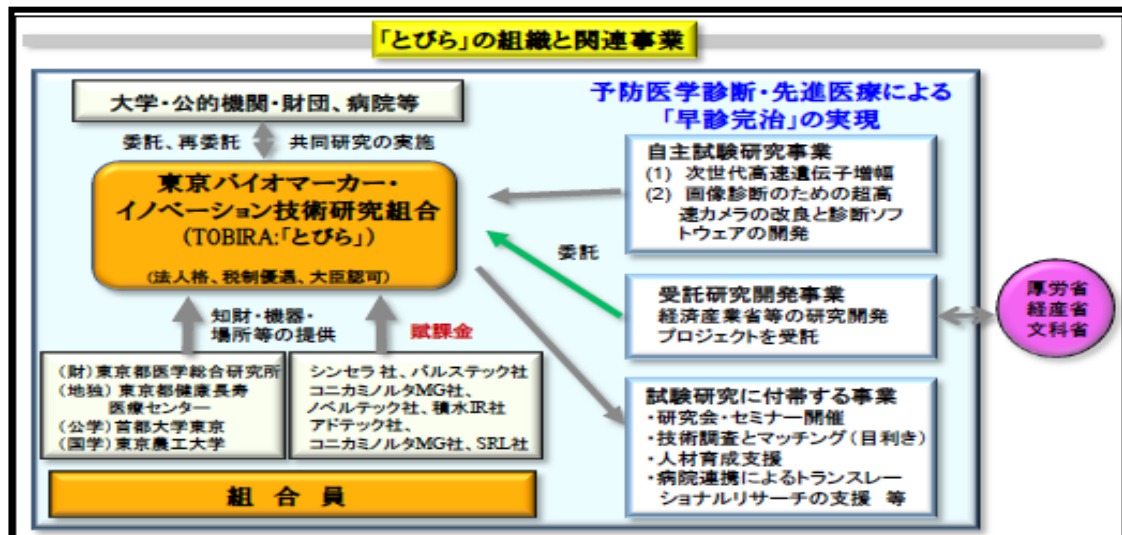 「とびら」の組織と関連事業
大学・公的機関・財団、病院等
委託、再委託
共同研究の実施
東京バイオマーカー・
イノベーション技術研究組合
(TOBIRA:「とびら」)
(法人格、税制優遇、大臣認可)
知財・機器・
場所等の提供
賦課金
(財)東京都医学総合研究所
(地独)東京都健康長寿
医療センター
(公学)首都大学東京
(国学)東京農工大学
シンセラ社、パルステック社
コニカミノルタMG社、
ノベルテック社、積水IR社
アドテック社、
コニカミノルタMG社、SRL社
組合員
予防医学診断・先進医療による
「早診完治」の実現
自主試験研究事業
(1) 次世代高速遺伝子増幅
(2) 画像診断のための超高
速カメラの改良と診断ソフ
トウェアの開発
委託
受託研究開発事業
経済産業省等の研究開発
プロジェクトを受託
厚労省
経産省
文科省
試験研究に付帯する事業
・研究会・セミナー開催
・技術調査とマッチング(目利き)
・人材育成支援
・病院連携によるトランスレー
ショナルリサーチの支援 等